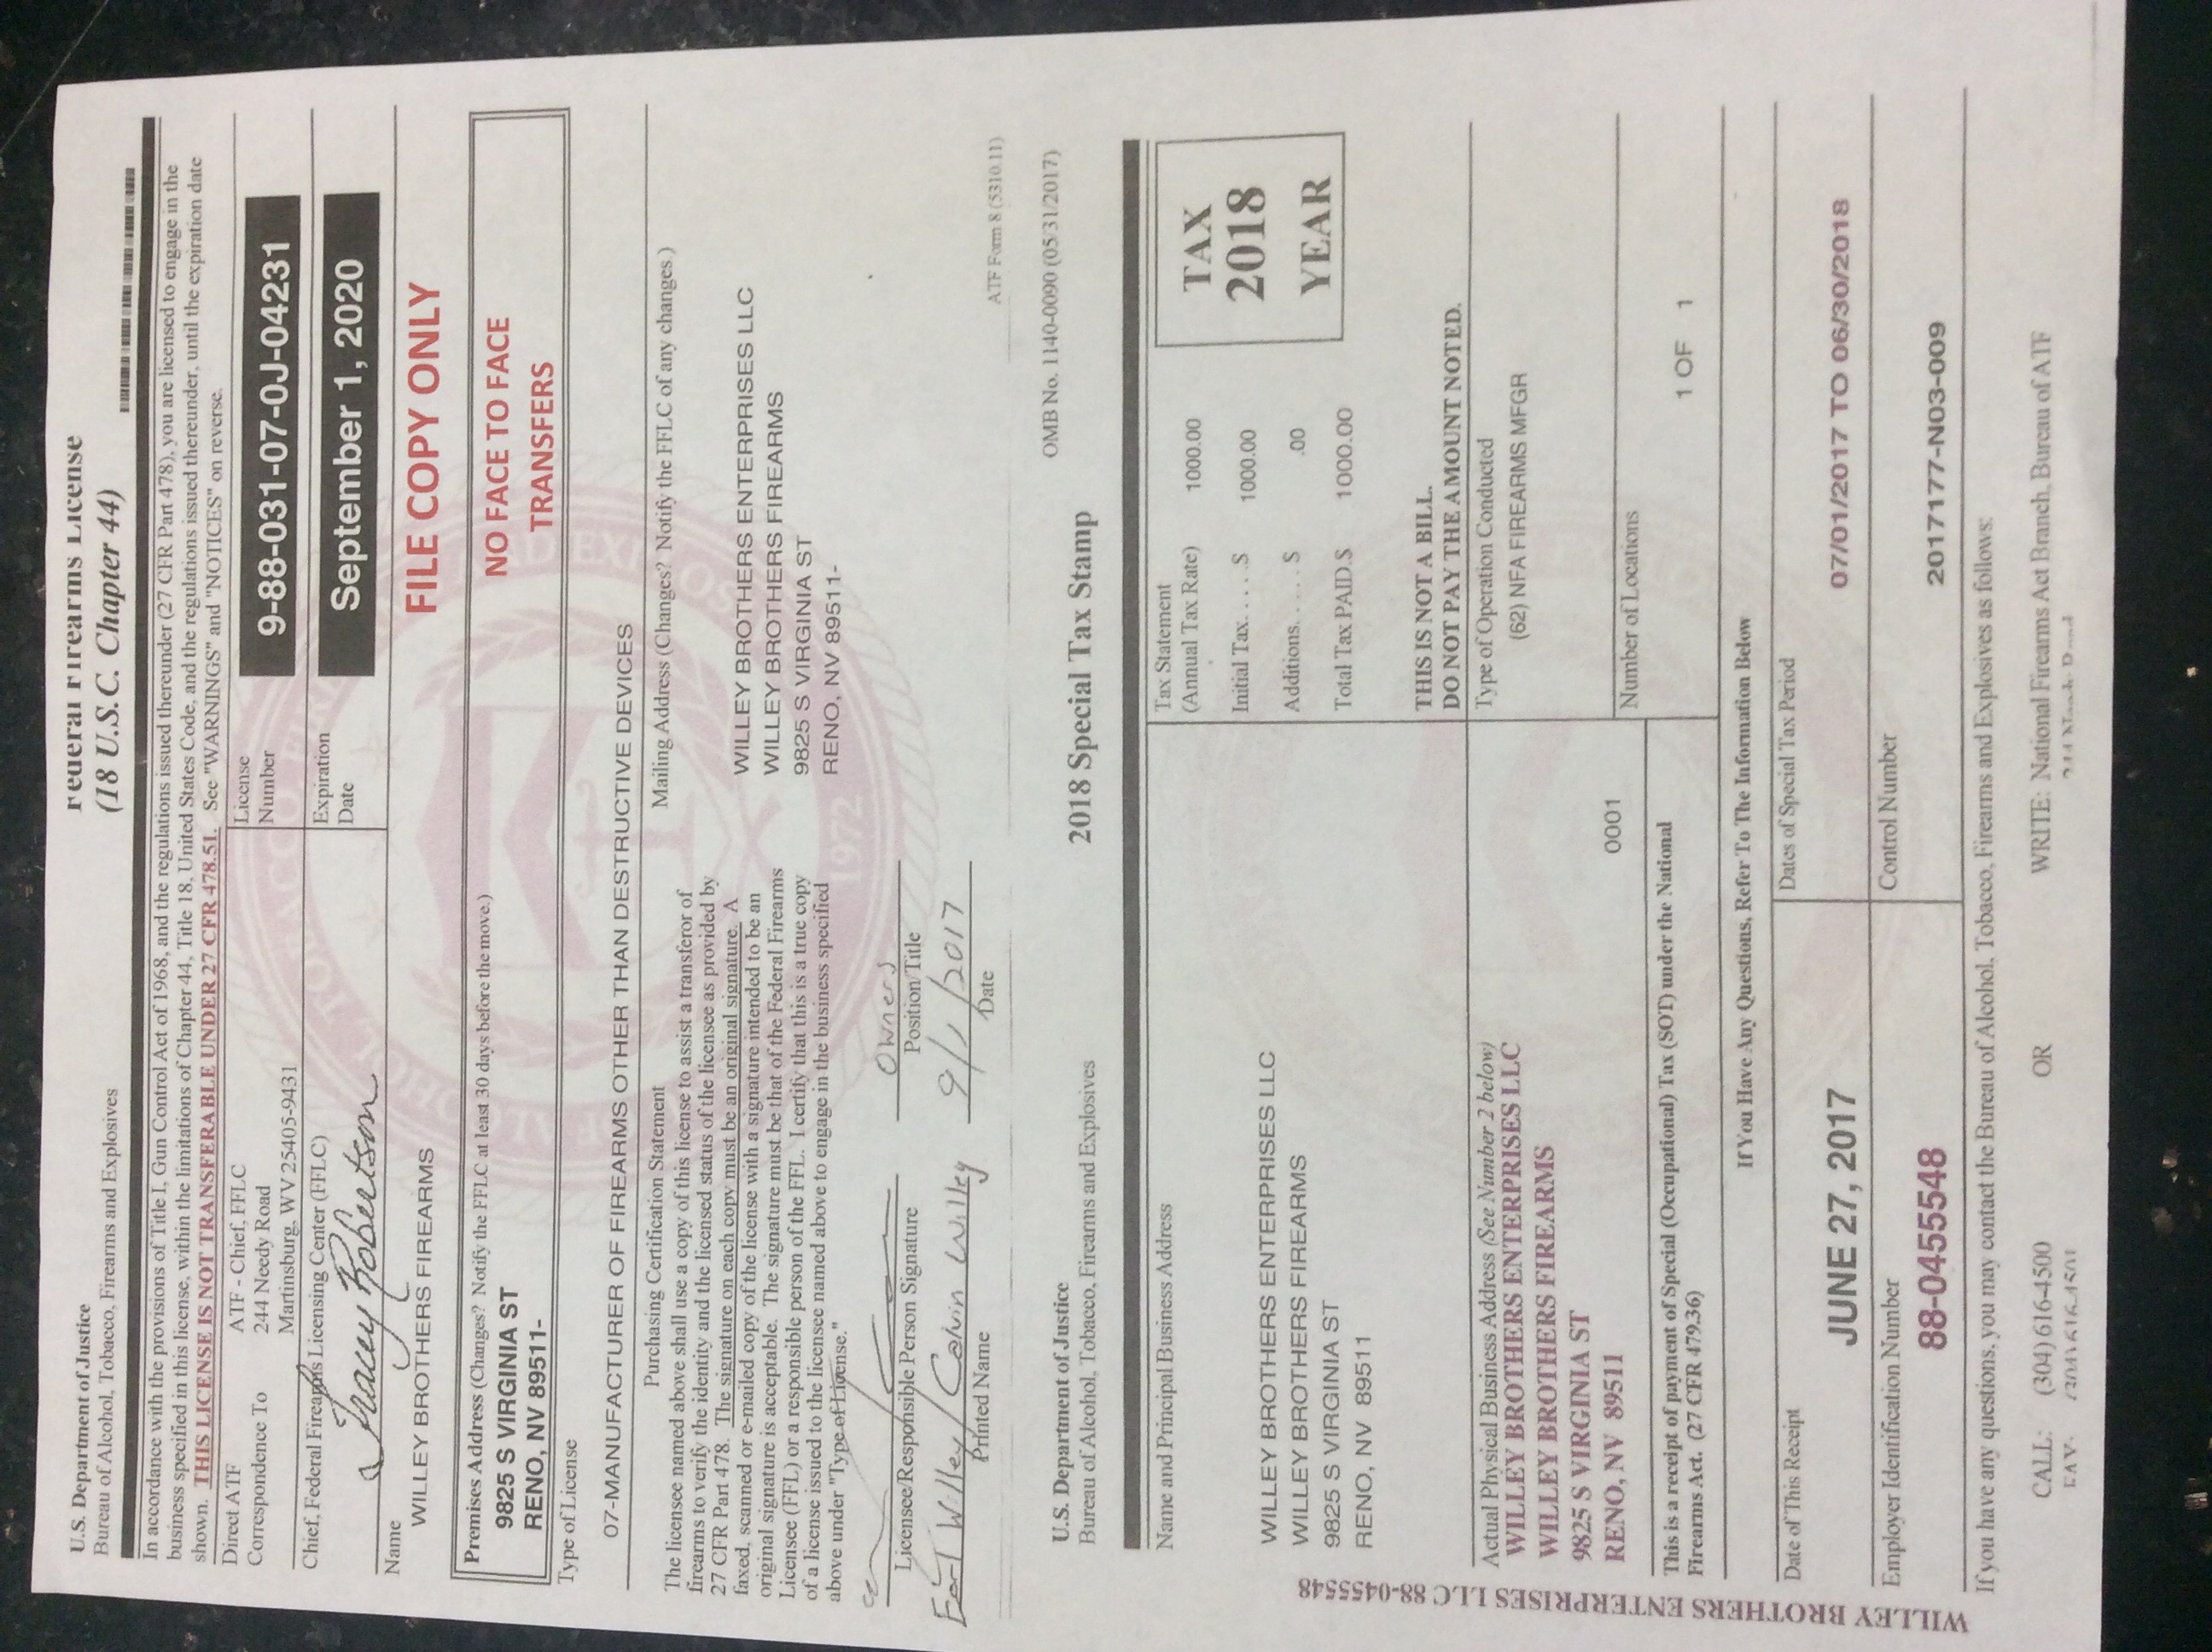 U.S. Department of Justice
Bureau of Alcohol, Tobacco, Firearms and Explosives
Federal Firearms License
(18 U.S.C. Chapter 44)
In accordance with the provisions of Title I, Gun Control Act of 1968, and the regulations issued thereunder (27 CFR Part 478), you are licensed to engage in the
business specified in this license, within the limitations of Chapter 44, Title 18, United States Code, and the regulations issued thereunder, until the expiration date
shown. THIS LICENSE IS NOT TRANSFERABLE UNDER 27 CFR 478.51. See "WARNINGS" and "NOTICES" on reverse.
Direct ATF
Correspondence To
ATF - Chief, FFLC
244 Needy Road
Martinsburg, WV 25405-9431
License
Number
9-88-031-07-0J-04231
Chief, Federal Firearms Licensing Center (FFLC)
Tracey Robertson
Expiration
Date
September 1, 2020
Name
WILLEY BROTHERS FIREARMS
FILE COPY ONLY
Premises Address (Changes? Notify the FFLC at least 30 days before the move.)
9825 S VIRGINIA ST
RENO, NV 89511-
NO FACE TO FACE
TRANSFERS
Type of License
07-MANUFACTURER OF FIREARMS OTHER THAN DESTRUCTIVE DEVICES
Purchasing Certification Statement
The licensee named above shall use a copy of this license to assist a transferor of
firearms to verify the identity and the licensed status of the licensee as provided by
27 CFR Part 478. The signature on each copy must be an original signature. A
faxed, scanned or e-mailed copy of the license with a signature intended to be an
original signature is acceptable. The signature must be that of the Federal Firearms
Licensee (FFL) or a responsible person of the FFL. I certify that this is a true copy
of a license issued to the licensee named above to engage in the business specified
above under "Type of License."
Mailing Address (Changes? Notify the FFLC of any changes.)
WILLEY BROTHERS ENTERPRISES LLC
WILLEY BROTHERS FIREARMS
9825 S VIRGINIA ST
RENO, NV 89511-
1972
Owners
Licensee/Responsible Person Signature
Position/Title
Earl Willey / Calvin Willey
9/1/2017
Printed Name
Date
ATF Form 8 (5310.11)
U.S. Department of Justice
Bureau of Alcohol, Tobacco, Firearms and Explosives
2018 Special Tax Stamp
OMB No. 1140-0090 (05/31/2017)
Name and Principal Business Address
WILLEY BROTHERS ENTERPRISES LLC
WILLEY BROTHERS FIREARMS
9825 S VIRGINIA ST
RENO, NV 89511
Tax Statement
(Annual Tax Rate) 1000.00
Initial Tax. . . . . $ 1000.00
Additions. . . . . $ .00
Total Tax PAID.$ 1000.00
TAX
2018
YEAR
THIS IS NOT A BILL.
DO NOT PAY THE AMOUNT NOTED.
Actual Physical Business Address (See Number 2 below)
WILLEY BROTHERS ENTERPRISES LLC
WILLEY BROTHERS FIREARMS
9825 S VIRGINIA ST
RENO, NV 89511
0001
Type of Operation Conducted
(62) NFA FIREARMS MFGR
Number of Locations
1 OF 1
This is a receipt of payment of Special (Occupational) Tax (SOT) under the National
Firearms Act. (27 CFR 479.36)
If You Have Any Questions, Refer To The Information Below
Date of This Receipt
JUNE 27, 2017
Dates of Special Tax Period
07/01/2017 TO 06/30/2018
Employer Identification Number
88-0455548
Control Number
2017177-N03-009
WILLEY BROTHERS ENTERPRISES LLC 88-0455548
If you have any questions, you may contact the Bureau of Alcohol, Tobacco, Firearms and Explosives as follows:
CALL: (304) 616-4500
OR
WRITE: National Firearms Act Branch, Bureau of ATF
FAX: (304) 616-4501
244 Needy Road